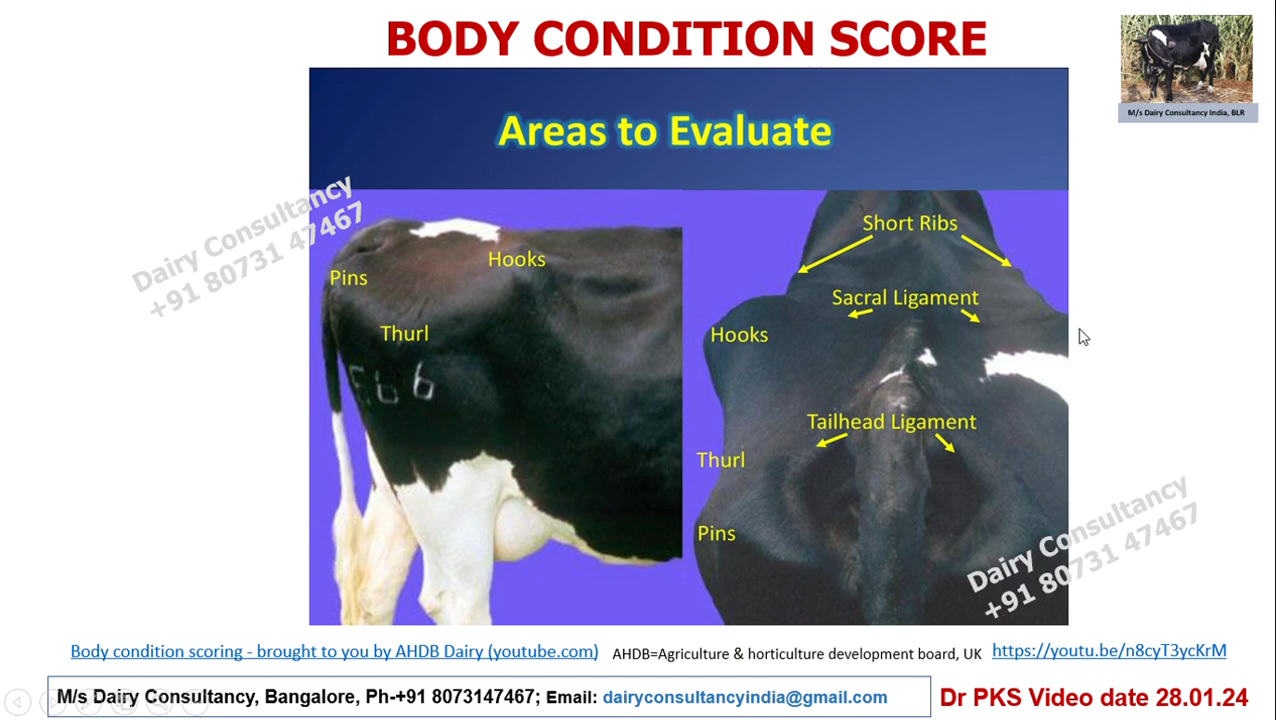 BODY CONDITION SCORE
M/s Dairy Consultancy India, BLR
Areas to Evaluate
Dairy Consultancy
+91 80731 47467
Pins
Hooks
Thurl
Short Ribs
Sacral Ligament
Hooks
Tailhead Ligament
Thurl
Pins
Dairy Consultancy
+91 80731 47467
Body condition scoring - brought to you by AHDB Dairy (youtube.com) AHDB=Agriculture & horticulture development board, UK https://youtu.be/n8cyT3ycKrM
M/s Dairy Consultancy, Bangalore, Ph-+91 8073147467; Email: dairyconsultancyindia@gmail.com
Dr PKS Video date 28.01.24